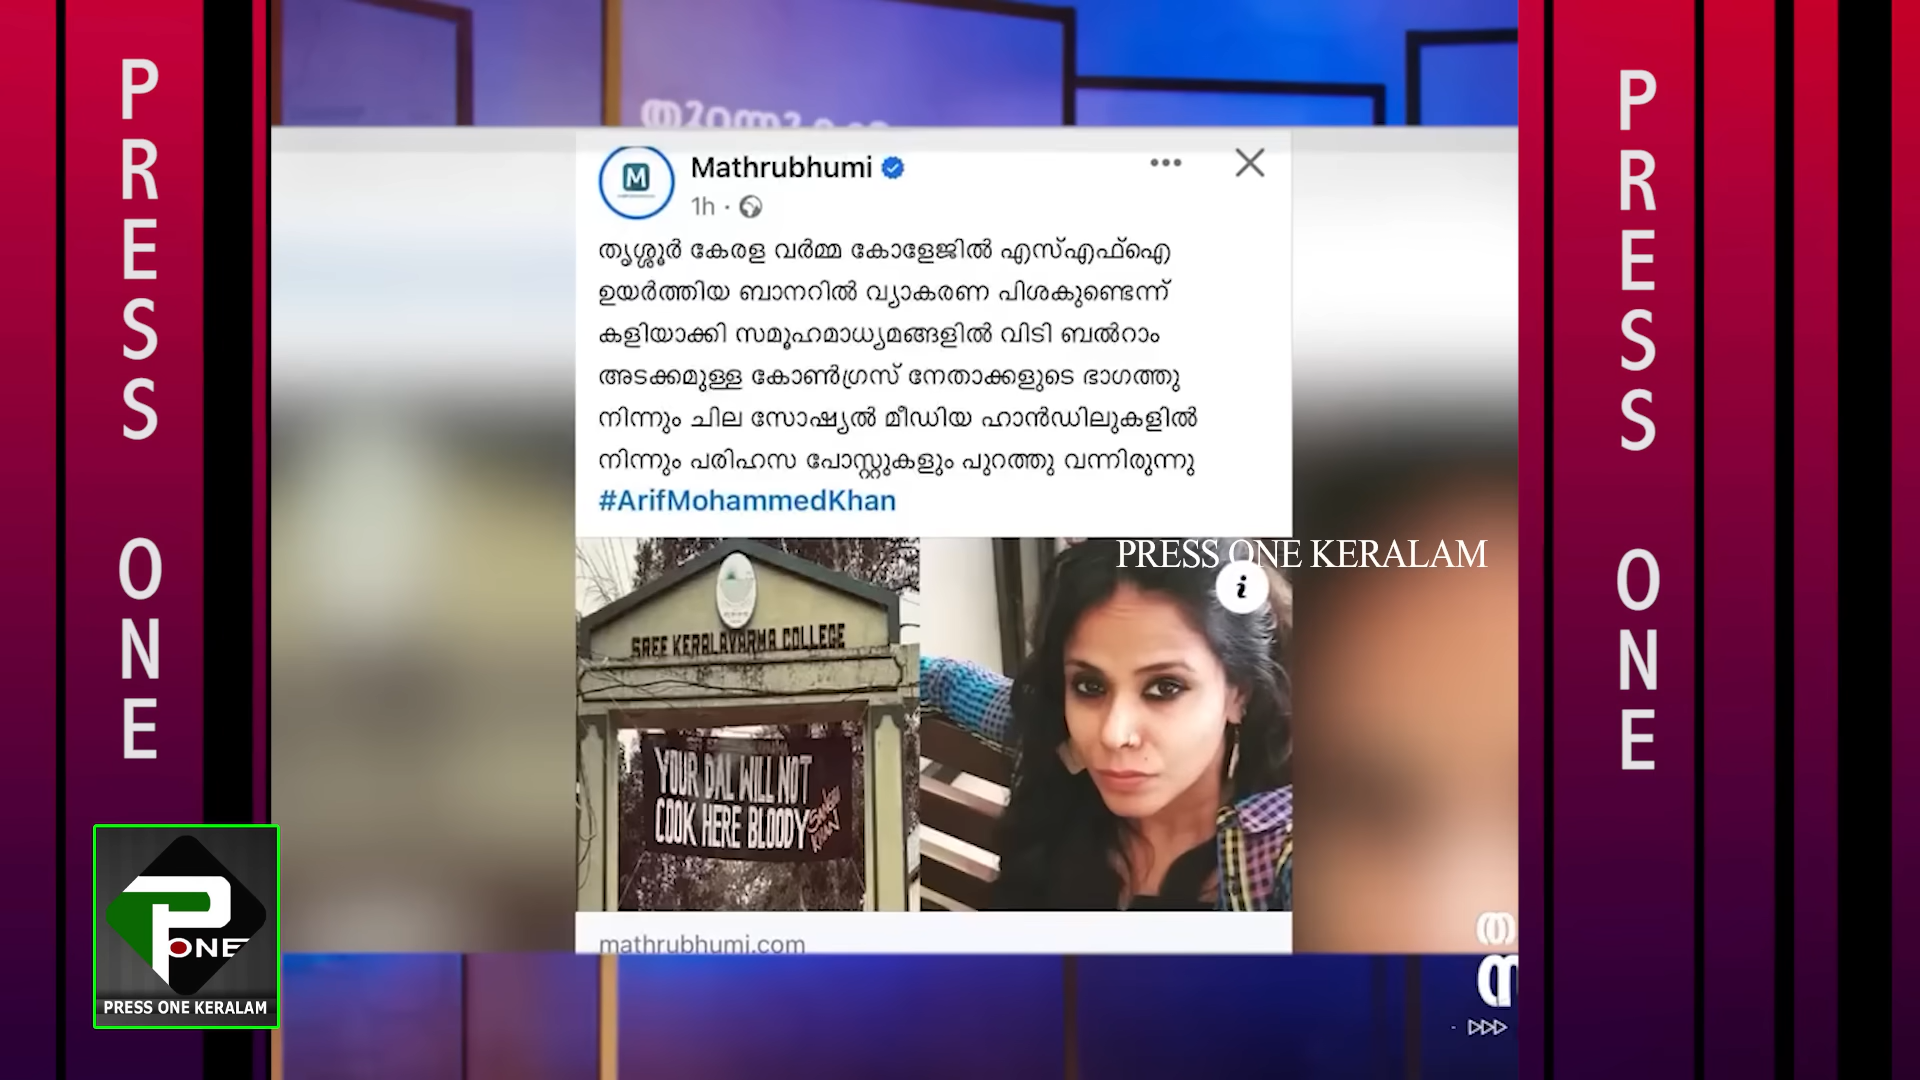 PRESS ONE
PRESS ONE
Mathrubhumi
1h
തൃശ്ശൂർ കേരള വർമ്മ കോളേജിൽ എസ്എഫ്ഐ
ഉയർത്തിയ ബാനറിൽ വ്യാകരണ പിശകുണ്ടെന്ന്
കളിയാക്കി സമൂഹമാധ്യമങ്ങളിൽ വിടി ബൽറാം
അടക്കമുള്ള കോൺഗ്രസ് നേതാക്കളുടെ ഭാഗത്തു
നിന്നും ചില സോഷ്യൽ മീഡിയ ഹാൻഡിലുകളിൽ
നിന്നും പരിഹസ പോസ്റ്റുകളും പുറത്തു വന്നിരുന്നു
#ArifMohammedKhan
PRESS ONE KERALAM
SREE KERALAVARMA COLLEGE
YOUR DAL WILL NOT
COOK HERE BLOODY
mathrubhumi.com
P ONE
PRESS ONE KERALAM